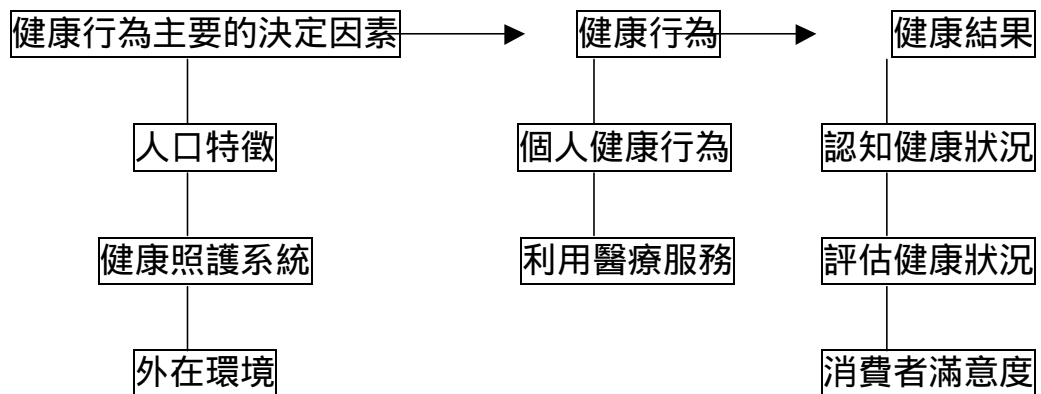 健康行為主要的決定因素
健康行為
健康結果
人口特徵
個人健康行為
認知健康狀況
健康照護系統
利用醫療服務
評估健康狀況
外在環境
消費者滿意度